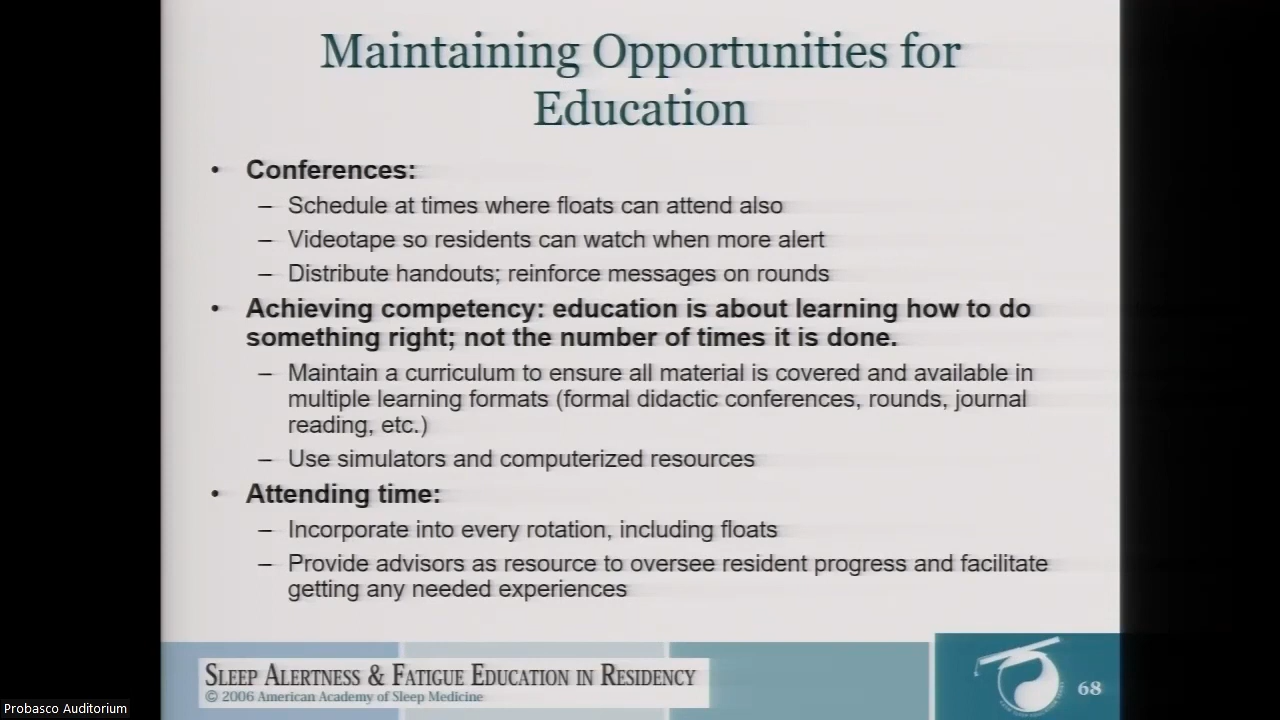 Maintaining Opportunities for
Education
• Conferences:
– Schedule at times where floats can attend also
– Videotape so residents can watch when more alert
– Distribute handouts; reinforce messages on rounds
• Achieving competency: education is about learning how to do
something right; not the number of times it is done.
– Maintain a curriculum to ensure all material is covered and available in
multiple learning formats (formal didactic conferences, rounds, journal
reading, etc.)
– Use simulators and computerized resources
• Attending time:
– Incorporate into every rotation, including floats
– Provide advisors as resource to oversee resident progress and facilitate
getting any needed experiences
SLEEP ALERTNESS & FATIGUE EDUCATION IN RESIDENCY
© 2006 American Academy of Sleep Medicine
68
Probasco Auditorium